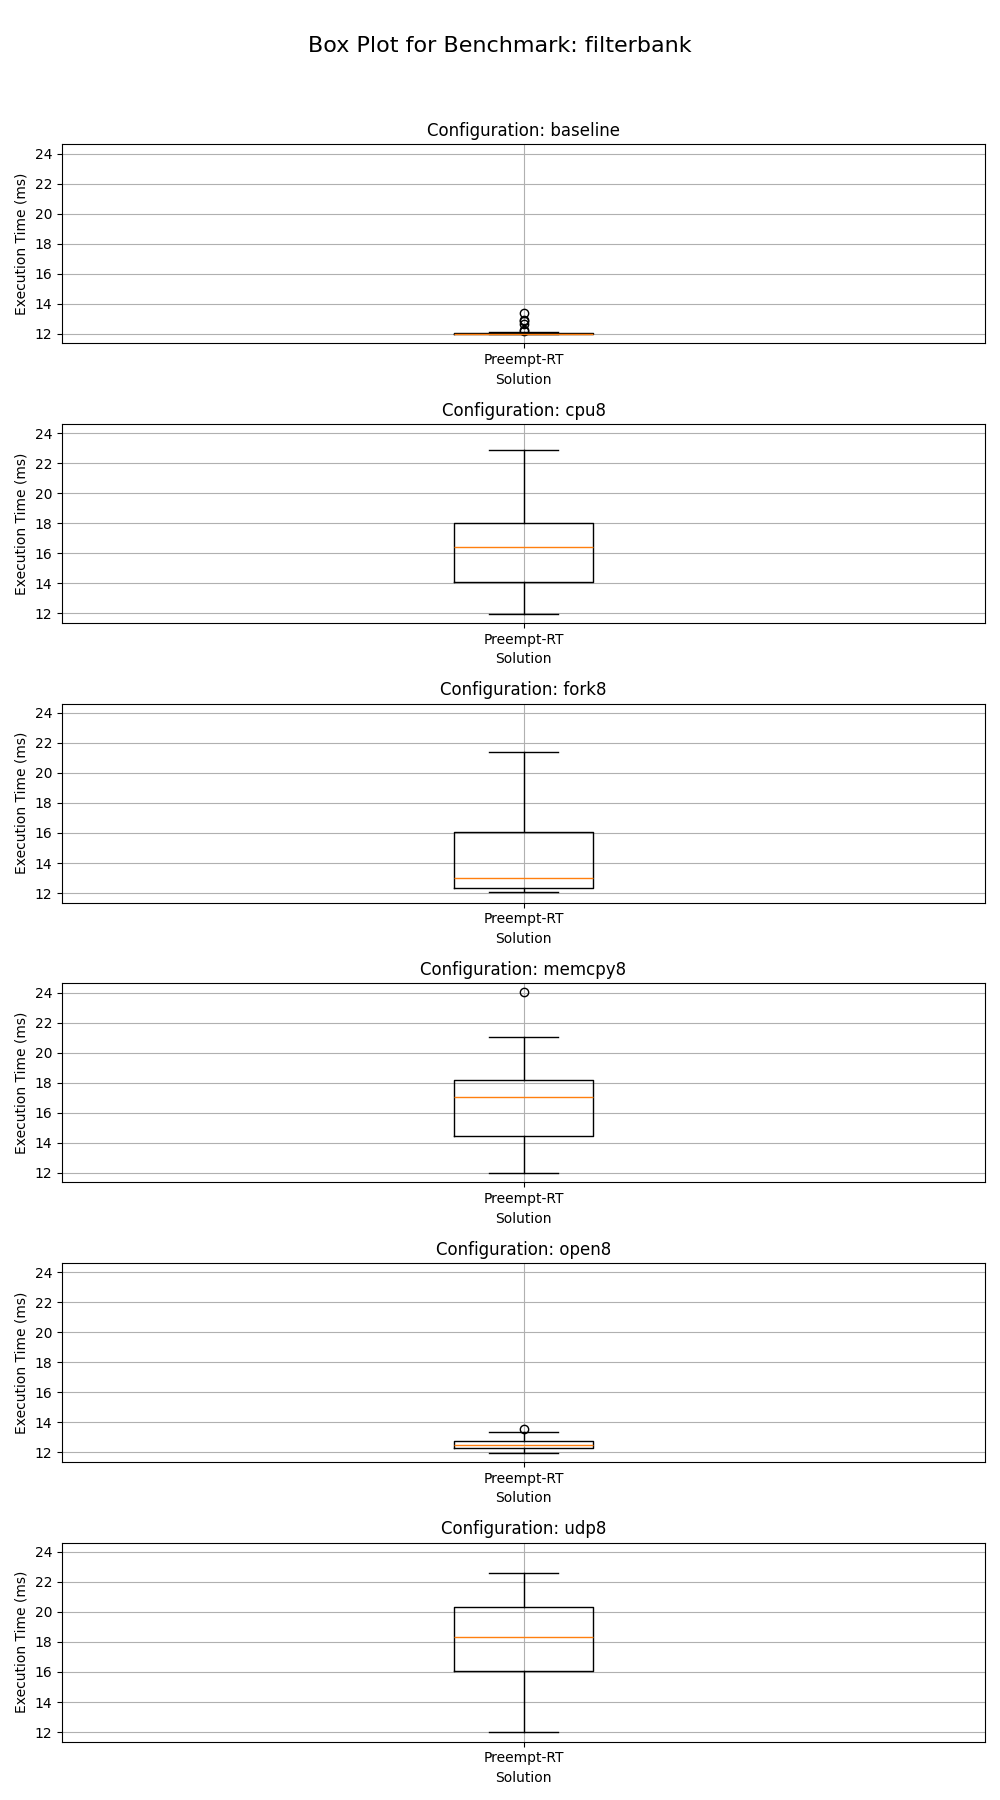 Box Plot for Benchmark: filterbank
Configuration: baseline
Execution Time (ms)
24
22
20
18
16
14
12
Preempt-RT
Solution
Configuration: cpu8
Execution Time (ms)
24
22
20
18
16
14
12
Preempt-RT
Solution
Configuration: fork8
Execution Time (ms)
24
22
20
18
16
14
12
Preempt-RT
Solution
Configuration: memcpy8
Execution Time (ms)
24
22
20
18
16
14
12
Preempt-RT
Solution
Configuration: open8
Execution Time (ms)
24
22
20
18
16
14
12
Preempt-RT
Solution
Configuration: udp8
Execution Time (ms)
24
22
20
18
16
14
12
Preempt-RT
Solution